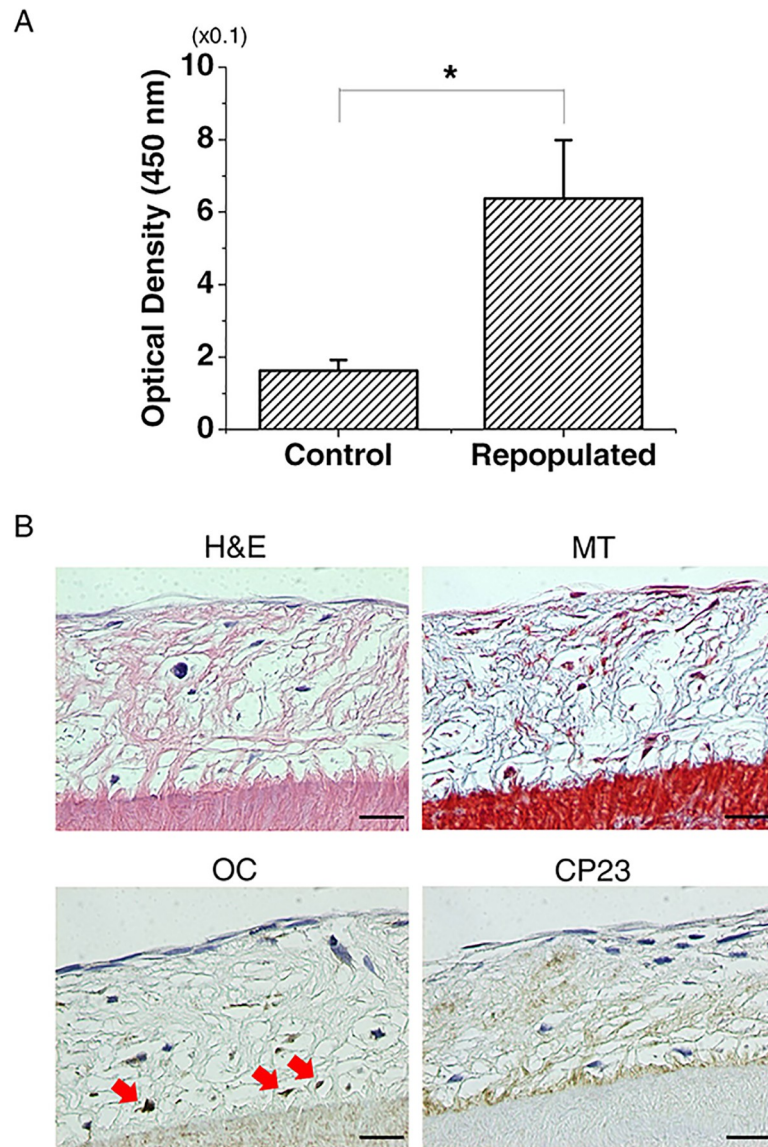 A
(x0.1)
Optical Density (450 nm)
10
8
6
4
2
0
*
Control
Repopulated
B
H&E
MT
OC
CP23